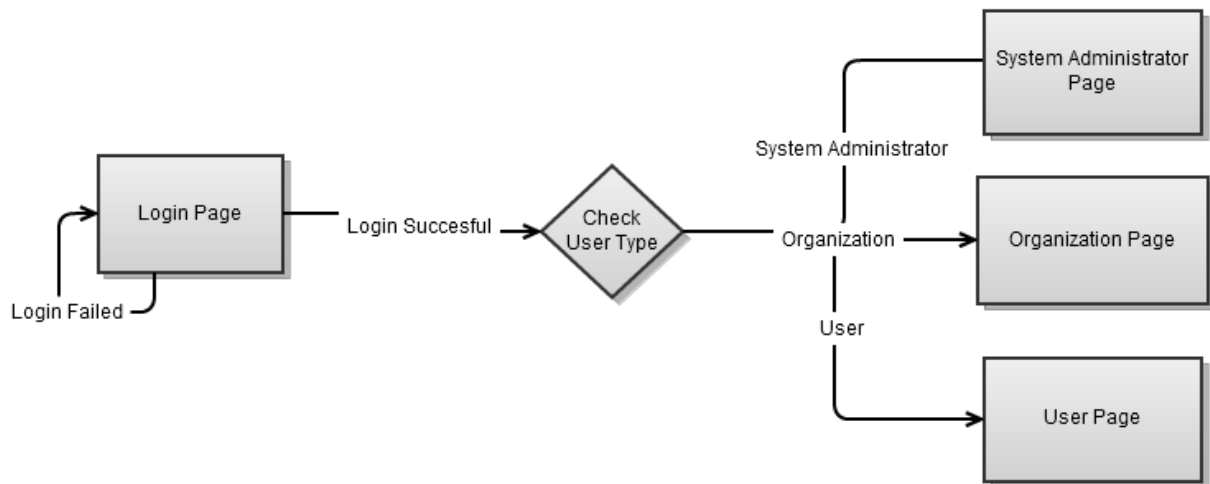 System Administrator
Page
System Administrator
Login Page
Login Succesful
Check
User Type
Organization
Organization Page
Login Failed
User
User Page